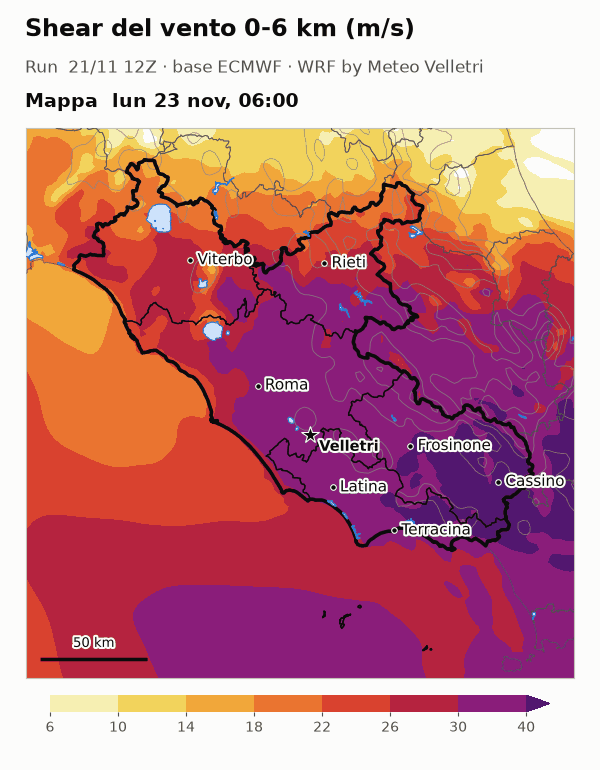 Shear del vento 0-6 km (m/s)
Run  21/11 12Z · base ECMWF · WRF by Meteo Velletri
Mappa  lun 23 nov, 06:00
Viterbo
Rieti
Roma
Velletri
Frosinone
Latina
Cassino
Terracina
50 km
6 10 14 18 22 26 30 40